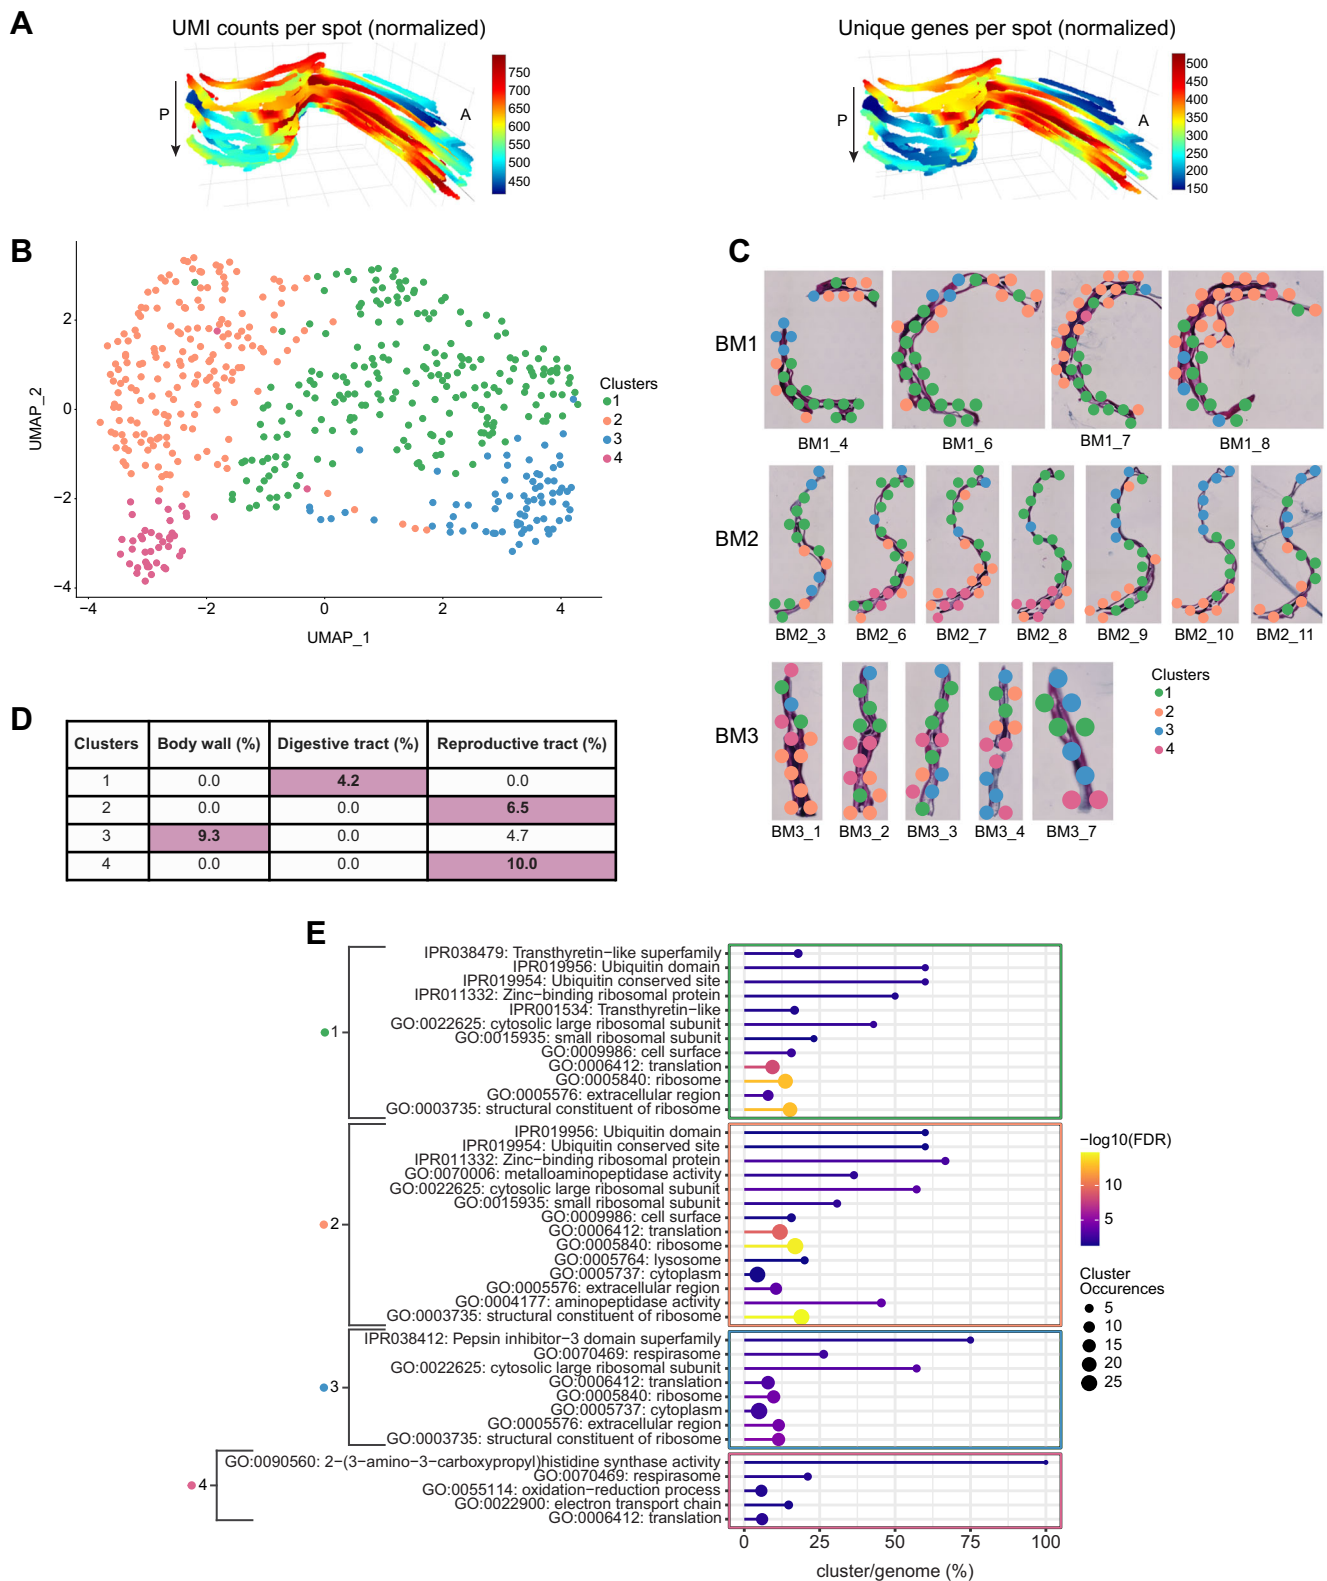 A
UMI counts per spot (normalized)
P
A
750
700
650
600
550
500
450
Unique genes per spot (normalized)
P
A
500
450
400
350
300
250
200
150
B
UMAP_2
2
0
−2
−4
−4
−2
0
2
4
UMAP_1
Clusters
1
2
3
4
C
BM1
BM1_4
BM1_6
BM1_7
BM1_8
BM2
BM2_3
BM2_6
BM2_7
BM2_8
BM2_9
BM2_10
BM2_11
BM3
BM3_1
BM3_2
BM3_3
BM3_4
BM3_7
Clusters
1
2
3
4
D
Clusters Body wall (%) Digestive tract (%) Reproductive tract (%)
1 0.0 4.2 0.0
2 0.0 0.0 6.5
3 9.3 0.0 4.7
4 0.0 0.0 10.0
E
1
IPR038479: Transthyretin−like superfamily
IPR019956: Ubiquitin domain
IPR019954: Ubiquitin conserved site
IPR011332: Zinc−binding ribosomal protein
IPR001534: Transthyretin−like
GO:0022625: cytosolic large ribosomal subunit
GO:0015935: small ribosomal subunit
GO:0009986: cell surface
GO:0006412: translation
GO:0005840: ribosome
GO:0005576: extracellular region
GO:0003735: structural constituent of ribosome
2
IPR019956: Ubiquitin domain
IPR019954: Ubiquitin conserved site
IPR011332: Zinc−binding ribosomal protein
GO:0070006: metalloaminopeptidase activity
GO:0022625: cytosolic large ribosomal subunit
GO:0015935: small ribosomal subunit
GO:0009986: cell surface
GO:0006412: translation
GO:0005840: ribosome
GO:0005764: lysosome
GO:0005737: cytoplasm
GO:0005576: extracellular region
GO:0004177: aminopeptidase activity
GO:0003735: structural constituent of ribosome
3
IPR038412: Pepsin inhibitor−3 domain superfamily
GO:0070469: respirasome
GO:0022625: cytosolic large ribosomal subunit
GO:0006412: translation
GO:0005840: ribosome
GO:0005737: cytoplasm
GO:0005576: extracellular region
GO:0003735: structural constituent of ribosome
4
GO:0090560: 2−(3−amino−3−carboxypropyl)histidine synthase activity
GO:0070469: respirasome
GO:0055114: oxidation−reduction process
GO:0022900: electron transport chain
GO:0006412: translation
0
25
50
75
100
cluster/genome (%)
−log10(FDR)
10
5
Cluster
Occurences
5
10
15
20
25